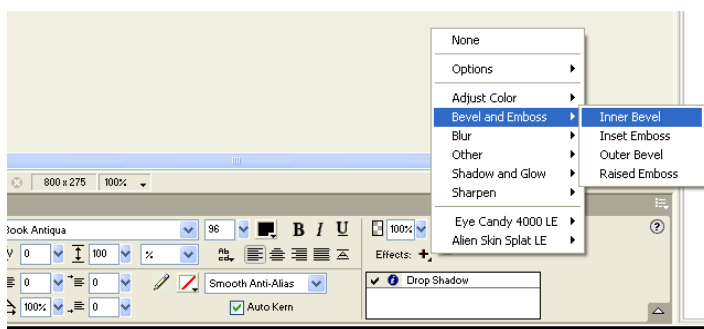 None
Options
Adjust Color
Bevel and Emboss
Inner Bevel
Blur
Inset Emboss
Other
Outer Bevel
Shadow and Glow
Raised Emboss
Sharpen
Eye Candy 4000 LE
Alien Skin Splat LE
800 x 275 100%
Book Antiqua 96 B I U 100% ?
0 100 % Effects:
0 0 Smooth Anti-Alias Drop Shadow
100% 0 Auto Kern